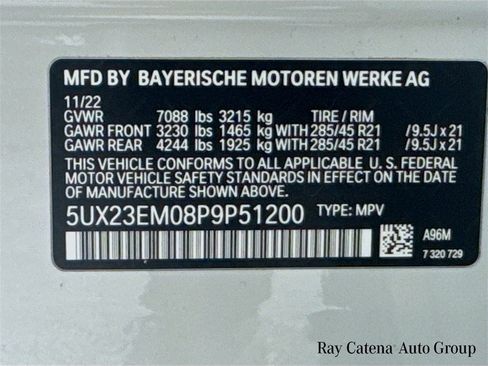 MFD BY BAYERISCHE MOTOREN WERKE AG
11/22
GVWR 7088 lbs 3215 kg TIRE / RIM
GAWR FRONT 3230 lbs 1465 kg WITH 285/45 R21 /9.5J x 21
GAWR REAR 4244 lbs 1925 kg WITH 285/45 R21 /9.5J x 21
THIS VEHICLE CONFORMS TO ALL APPLICABLE U. S. FEDERAL
MOTOR VEHICLE SAFETY STANDARDS IN EFFECT ON THE DATE
OF MANUFACTURE SHOWN ABOVE.
5UX23EM08P9P51200 TYPE: MPV
A96M
7 320 729
Ray Catena Auto Group